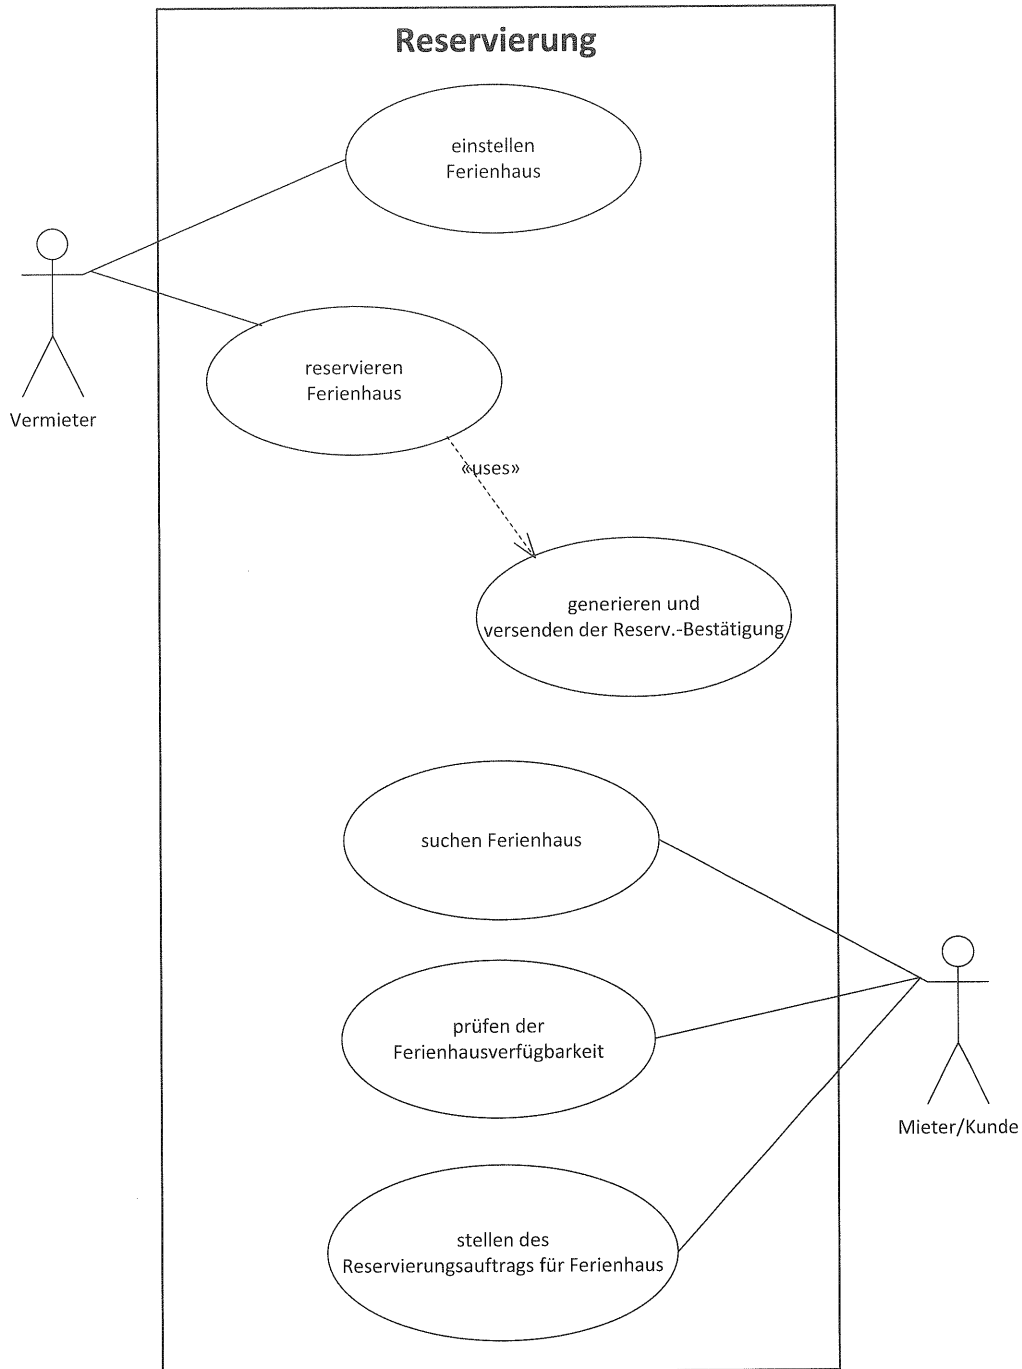 Reservierung
einstellen
Ferienhaus
reservieren
Ferienhaus
Vermieter
«uses»
generieren und
versenden der Reserv.-Bestätigung
suchen Ferienhaus
prüfen der
Ferienhausverfügbarkeit
Mieter/Kunde
stellen des
Reservierungsauftrags für Ferienhaus